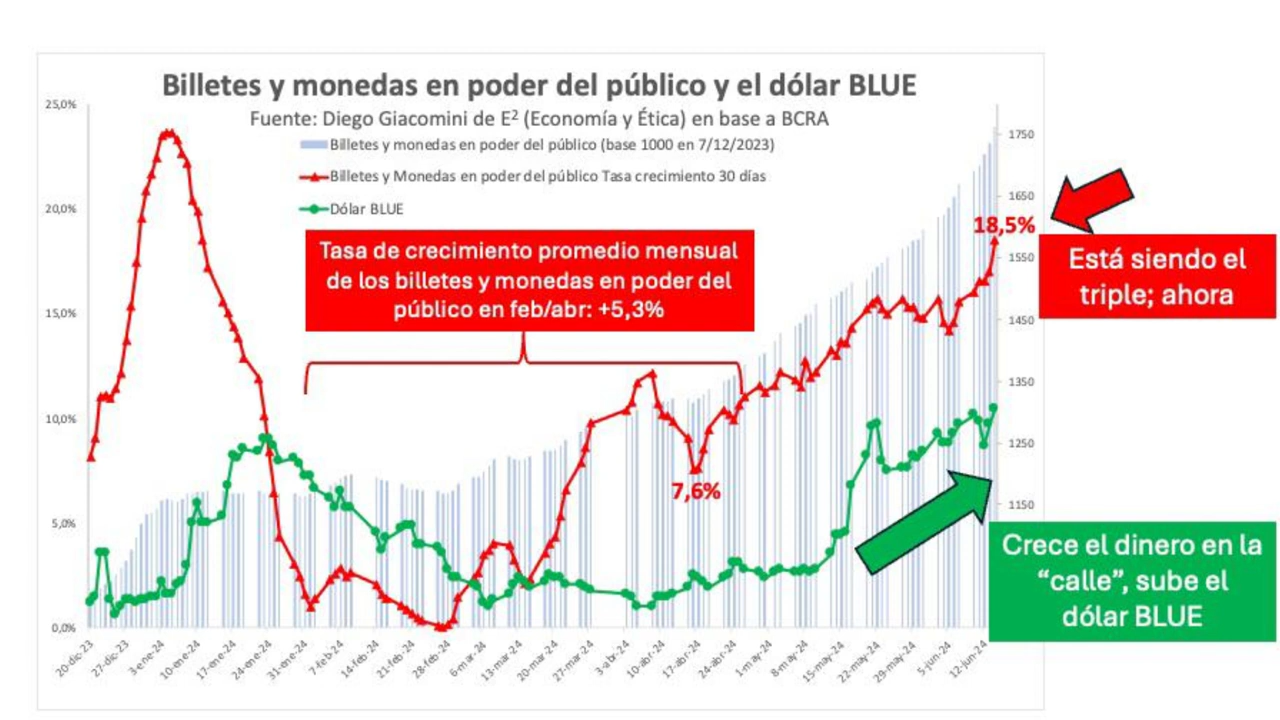 Billetes y monedas en poder del público y el dólar BLUE
Fuente: Diego Giacomini de E² (Economía y Ética) en base a BCRA
Billetes y monedas en poder del público (base 1000 en 7/12/2023)
Billetes y Monedas en poder del público Tasa crecimiento 30 días
Dólar BLUE
25,0%
20,0%
15,0%
10,0%
5,0%
0,0%
Tasa de crecimiento promedio mensual
de los billetes y monedas en poder del
público en feb/abr: +5,3%
7,6%
18,5%
1750
1650
1550
1450
1350
1250
1150
Está siendo el
triple; ahora
Crece el dinero en la
“calle”, sube el
dólar BLUE
20-dic-23
27-dic-23
3-ene-24
10-ene-24
17-ene-24
24-ene-24
31-ene-24
7-feb-24
14-feb-24
21-feb-24
28-feb-24
6-mar-24
13-mar-24
20-mar-24
27-mar-24
3-abr-24
10-abr-24
17-abr-24
24-abr-24
1-may-24
8-may-24
15-may-24
22-may-24
29-may-24
5-jun-24
12-jun-24